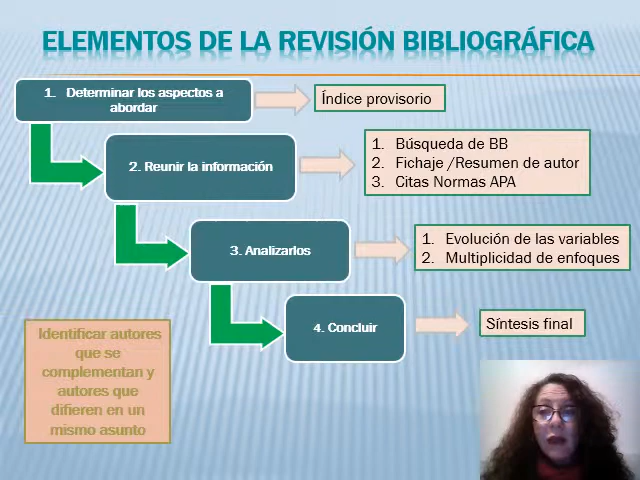 ELEMENTOS DE LA REVISIÓN BIBLIOGRÁFICA
1. Determinar los aspectos a
abordar
Índice provisorio
2. Reunir la información
1. Búsqueda de BB
2. Fichaje /Resumen de autor
3. Citas Normas APA
3. Analizarlos
1. Evolución de las variables
2. Multiplicidad de enfoques
4. Concluir
Síntesis final
Identificar autores
que se
complementan y
autores que
difieren en un
mismo asunto